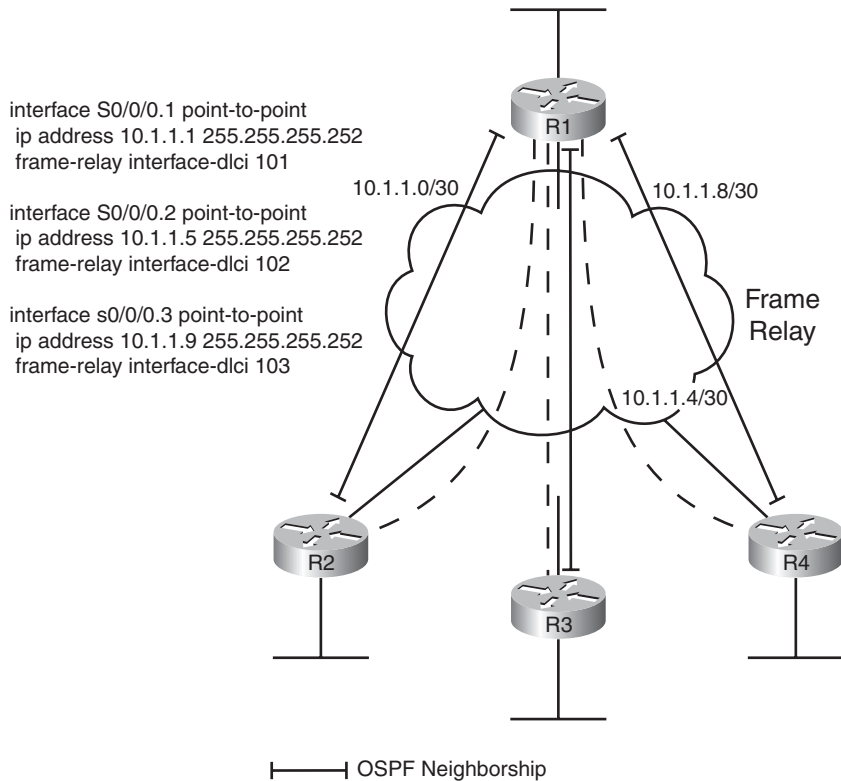 interface S0/0/0.1 point-to-point
ip address 10.1.1.1 255.255.255.252
frame-relay interface-dlci 101
interface S0/0/0.2 point-to-point
ip address 10.1.1.5 255.255.255.252
frame-relay interface-dlci 102
interface s0/0/0.3 point-to-point
ip address 10.1.1.9 255.255.255.252
frame-relay interface-dlci 103
R1
10.1.1.0/30
10.1.1.8/30
Frame
Relay
10.1.1.4/30
R2
R3
R4
OSPF Neighborship